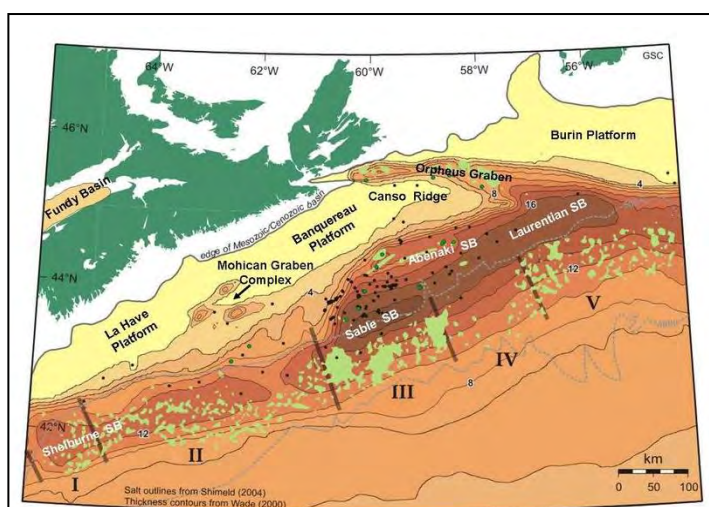 GSC
64°W
62°W
60°W
58°W
56°W
46°N
Burin Platform
Orpheus Graben
8
4
Fundy Basin
Canso Ridge
16
edge of Mesozoic/Cenozoic basin
Banquereau
Platform
Laurentian SB
Abenaki SB
Mohican Graben
Complex
44°N
4
12
La Have
Platform
Sable SB
V
IV
III
8
42°N
Shelburne SB
12
II
I
km
0 50 100
Salt outlines from Shimeld (2004)
Thickness contours from Wade (2000)